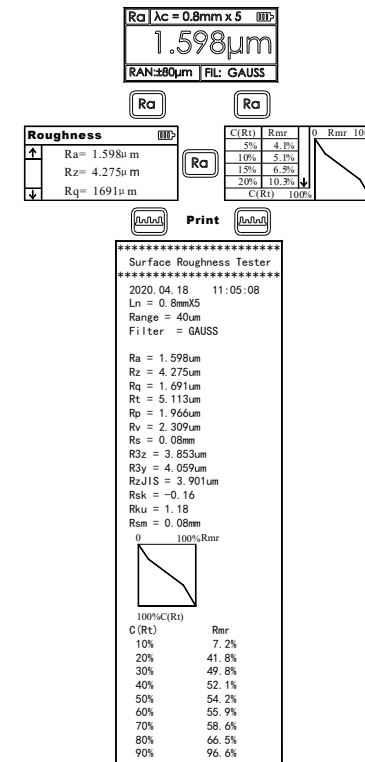 Ra λc = 0.8mm x 5
1.598μm
RAN:±80μm FIL: GAUSS
Ra
Ra
Roughness
Ra= 1.598μm
Rz= 4.275μm
Rq= 1691μm
Ra
C(Rt) Rmr
5% 4.1%
10% 5.1%
15% 6.5%
20% 10.3%
0 Rmr 100
C(Rt) 100%
Print
************************
Surface Roughness Tester
************************
2020.04.18 11:05:08
Ln = 0.8mmX5
Range = 40um
Filter = GAUSS
Ra = 1.598um
Rz = 4.275um
Rq = 1.691um
Rt = 5.113um
Rp = 1.966um
Rv = 2.309um
Rs = 0.08mm
R3z = 3.853um
R3y = 4.059um
RzJIS = 3.901um
Rsk = -0.16
Rku = 1.18
Rsm = 0.08mm
0 100%Rmr
100%C(Rt)
C(Rt) Rmr
10% 7.2%
20% 41.8%
30% 49.8%
40% 52.1%
50% 54.2%
60% 55.9%
70% 58.6%
80% 66.5%
90% 96.6%